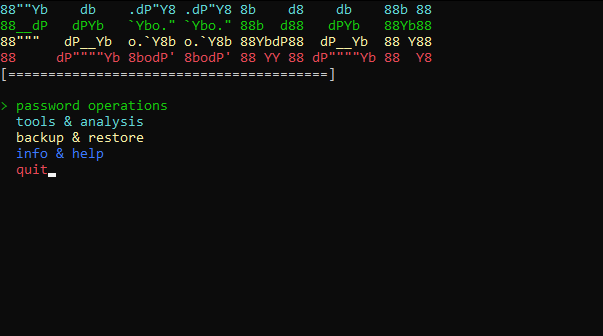 88""Yb    db    .dP"Y8 .dP"Y8 8b    d8    db    88b 88
88__dP   dPYb   `Ybo." `Ybo." 88b  d88   dPYb   88Yb88
88"""   dP__Yb  o.`Y8b o.`Y8b 88YbdP88  dP__Yb  88 Y88
88     dP""""Yb 8bodP' 8bodP' 88 YY 88 dP""""Yb 88  Y8
[========================================]
> password operations
tools & analysis
backup & restore
info & help
quit